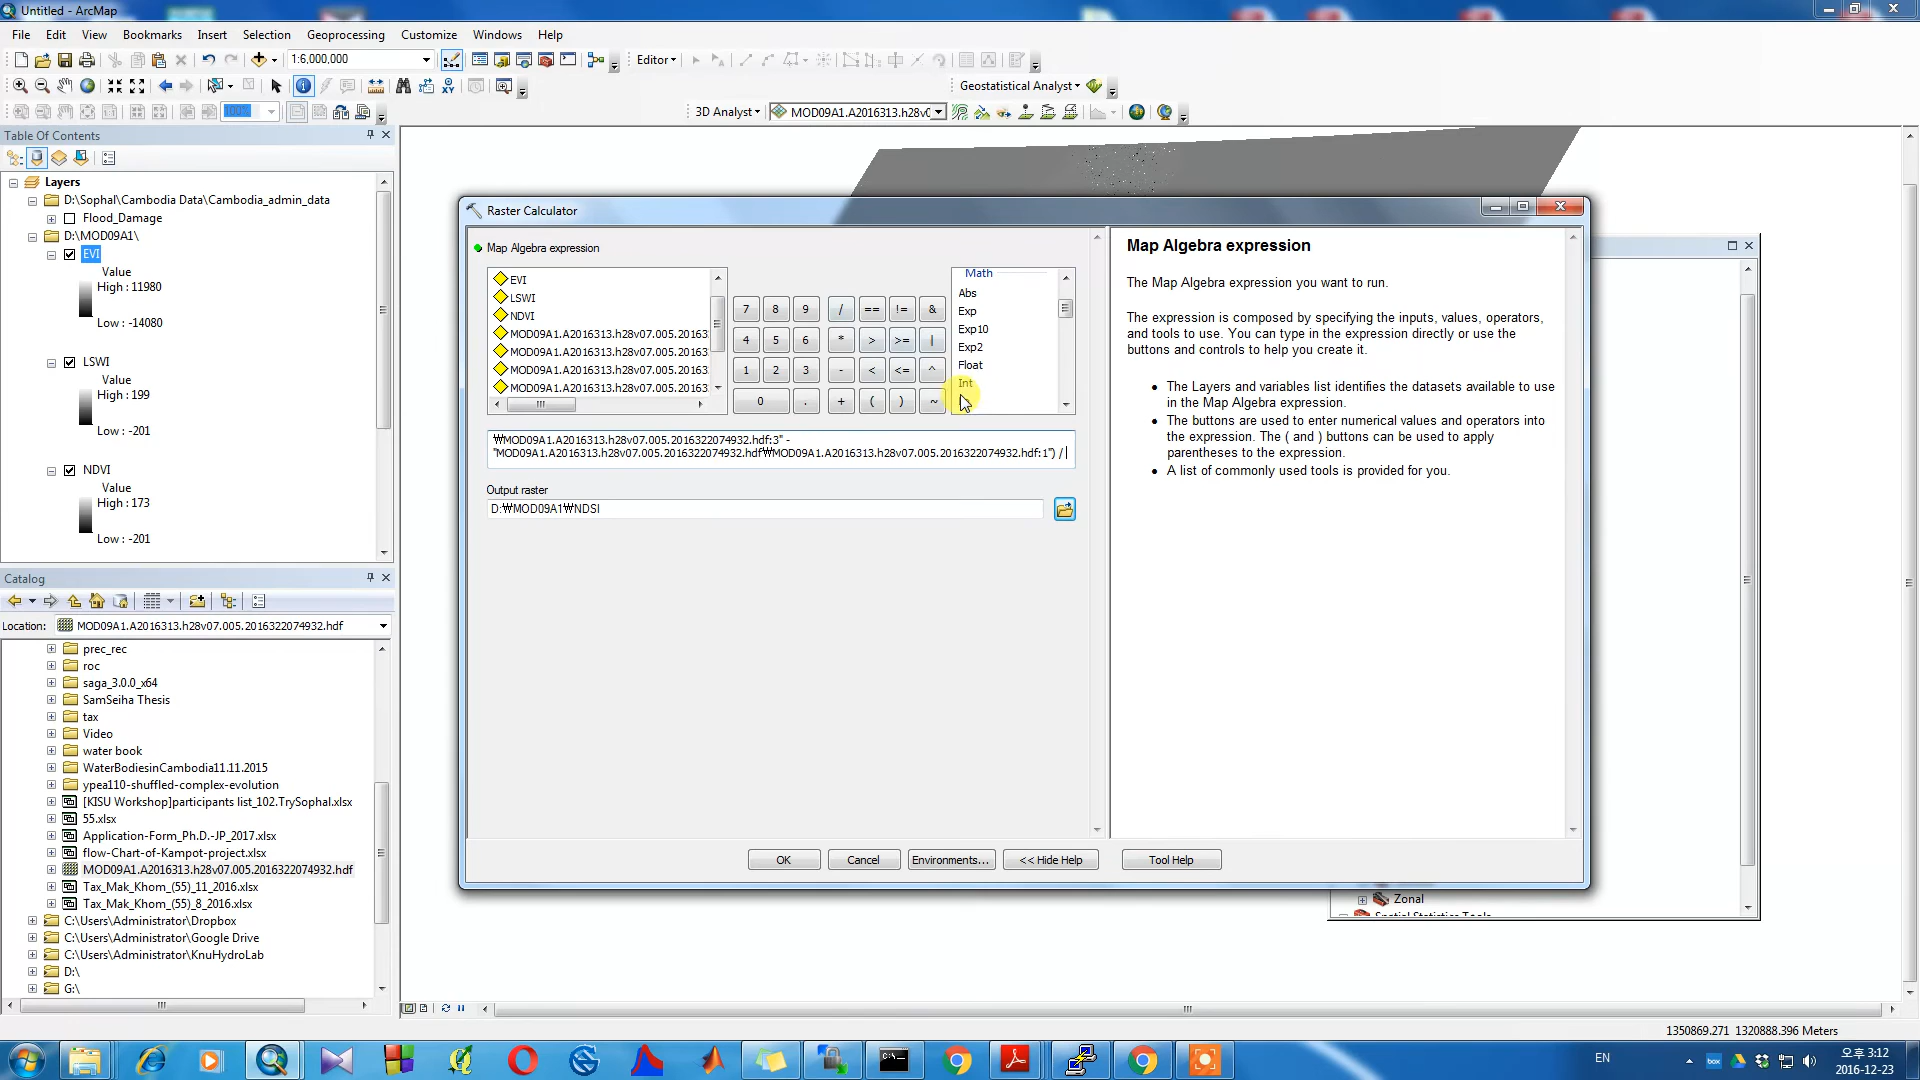 Untitled - ArcMap
File Edit View Bookmarks Insert Selection Geoprocessing Customize Windows Help
1:6,000,000
Editor
Geostatistical Analyst
100%
3D Analyst
MOD09A1.A2016313.h28v0
Table Of Contents
Layers
D:\Sophal\Cambodia Data\Cambodia_admin_data
Flood_Damage
D:\MOD09A1\
EVI
Value
High : 11980
Low : -14080
LSWI
Value
High : 199
Low : -201
NDVI
Value
High : 173
Low : -201
Catalog
Location: MOD09A1.A2016313.h28v07.005.2016322074932.hdf
prec_rec
roc
saga_3.0.0_x64
SamSeiha Thesis
tax
Video
water book
WaterBodiesinCambodia11.11.2015
ypea110-shuffled-complex-evolution
[KISU Workshop]participants list_102.TrySophal.xlsx
55.xlsx
Application-Form_Ph.D.-JP_2017.xlsx
flow-Chart-of-Kampot-project.xlsx
MOD09A1.A2016313.h28v07.005.2016322074932.hdf
Tax_Mak_Khom_(55)_11_2016.xlsx
Tax_Mak_Khom_(55)_8_2016.xlsx
C:\Users\Administrator\Dropbox
C:\Users\Administrator\Google Drive
C:\Users\Administrator\KnuHydroLab
D:\
G:\
Raster Calculator
Map Algebra expression
EVI
LSWI
NDVI
MOD09A1.A2016313.h28v07.005.2016
MOD09A1.A2016313.h28v07.005.2016
MOD09A1.A2016313.h28v07.005.2016
MOD09A1.A2016313.h28v07.005.2016
7 8 9 / == != &
4 5 6 * > >= |
1 2 3 - < <= ^
0 . + ( ) ~
Math
Abs
Exp
Exp10
Exp2
Float
Int
₩MOD09A1.A2016313.h28v07.005.2016322074932.hdf:3" -
"MOD09A1.A2016313.h28v07.005.2016322074932.hdf₩MOD09A1.A2016313.h28v07.005.2016322074932.hdf:1") /
Output raster
D:₩MOD09A1₩NDSI
OK Cancel Environments... << Hide Help Tool Help
Map Algebra expression
The Map Algebra expression you want to run.
The expression is composed by specifying the inputs, values, operators,
and tools to use. You can type in the expression directly or use the
buttons and controls to help you create it.
• The Layers and variables list identifies the datasets available to use
in the Map Algebra expression.
• The buttons are used to enter numerical values and operators into
the expression. The ( and ) buttons can be used to apply
parentheses to the expression.
• A list of commonly used tools is provided for you.
Zonal
1350869.271 1320888.396 Meters
EN
오후 3:12
2016-12-23